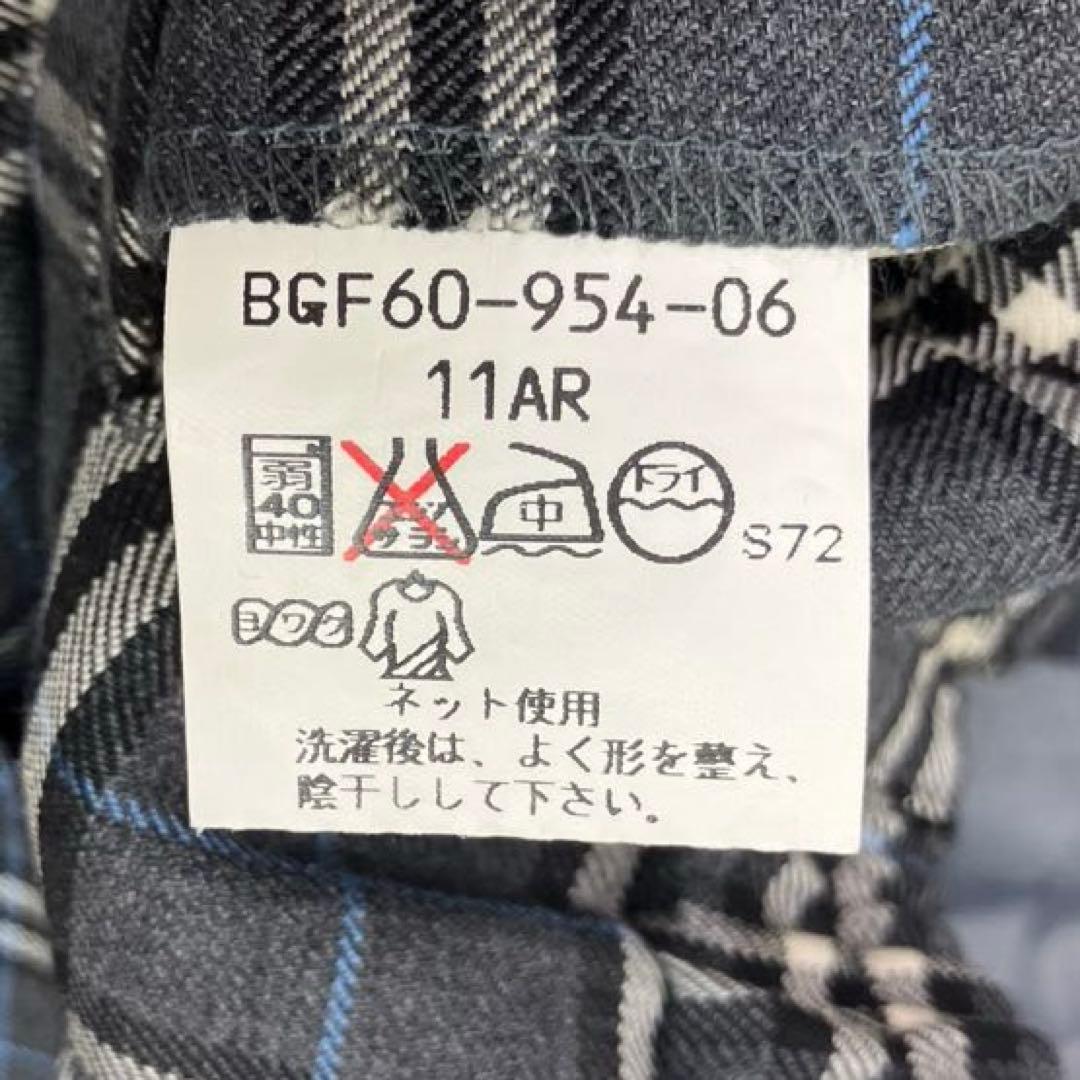 BGF60-954-06
11AR
弱
40
中性
エンソ
サラシ
中
ドライ
S72
ヨワク
ネット使用
洗濯後は、よく形を整え、
陰干しして下さい。